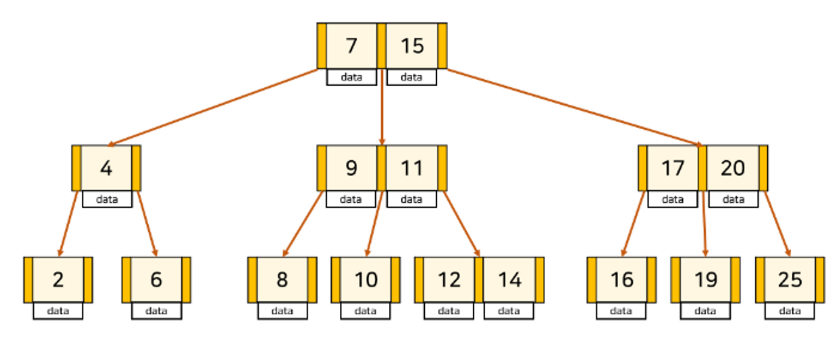 7 15
data data
4 9 11 17 20
data data data data data
2 6 8 10 12 14 16 19 25
data data data data data data data data data